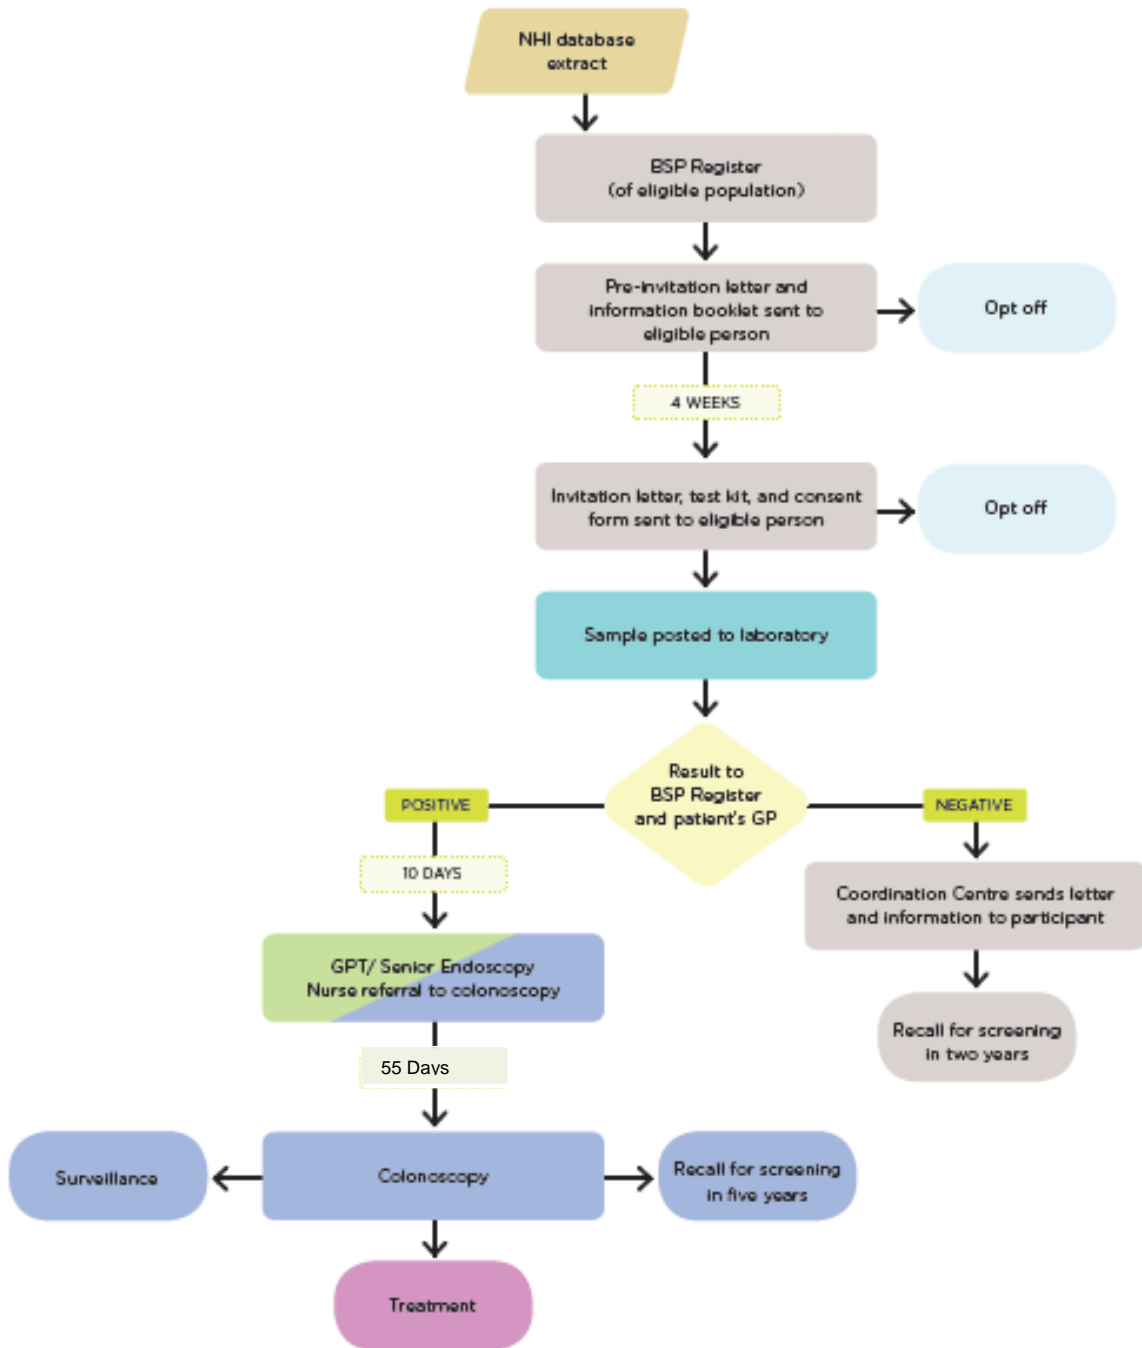 NHI database
extract
BSP Register
(of eligible population)
Pre-invitation letter and
information booklet sent to
eligible person
Opt off
4 WEEKS
Invitation letter, test kit, and consent
form sent to eligible person
Opt off
Sample posted to laboratory
Result to
BSP Register
and patient's GP
POSITIVE
NEGATIVE
10 DAYS
Coordination Centre sends letter
and information to participant
GPT/ Senior Endoscopy
Nurse referral to colonoscopy
Recall for screening
in two years
55 Days
Surveillance
Colonoscopy
Recall for screening
in five years
Treatment